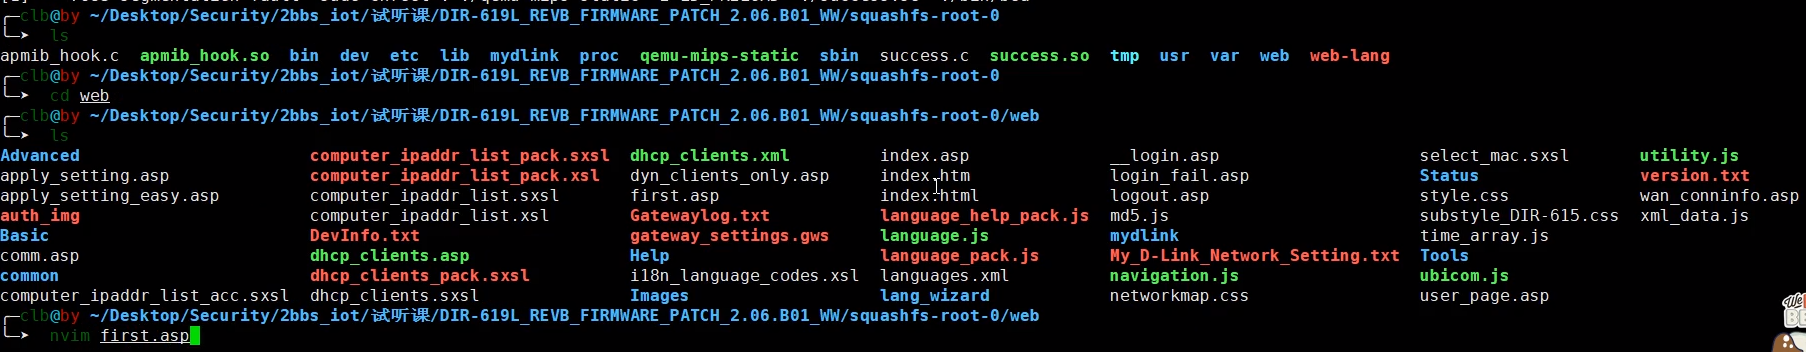 clb@by ~/Desktop/Security/2bbs_iot/试听课/DIR-619L_REVB_FIRMWARE_PATCH_2.06.B01_WW/squashfs-root-0
ls
apmib_hook.c apmib_hook.so bin dev etc lib mydlink proc qemu-mips-static sbin success.c success.so tmp usr var web web-lang
clb@by ~/Desktop/Security/2bbs_iot/试听课/DIR-619L_REVB_FIRMWARE_PATCH_2.06.B01_WW/squashfs-root-0
cd web
clb@by ~/Desktop/Security/2bbs_iot/试听课/DIR-619L_REVB_FIRMWARE_PATCH_2.06.B01_WW/squashfs-root-0/web
ls
Advanced computer_ipaddr_list_pack.sxsl dhcp_clients.xml index.asp __login.asp select_mac.sxsl utility.js
apply_setting.asp computer_ipaddr_list_pack.xsl dyn_clients_only.asp index.htm login_fail.asp Status version.txt
apply_setting_easy.asp computer_ipaddr_list.sxsl first.asp index.html logout.asp style.css wan_conninfo.asp
auth_img computer_ipaddr_list.xsl Gatewaylog.txt language_help_pack.js md5.js substyle_DIR-615.css xml_data.js
Basic DevInfo.txt gateway_settings.gws language.js mydlink time_array.js
comm.asp dhcp_clients.asp Help language_pack.js My_D-Link_Network_Setting.txt Tools
common dhcp_clients_pack.sxsl i18n_language_codes.xsl languages.xml navigation.js ubicom.js
computer_ipaddr_list_acc.sxsl dhcp_clients.sxsl Images lang_wizard networkmap.css user_page.asp
clb@by ~/Desktop/Security/2bbs_iot/试听课/DIR-619L_REVB_FIRMWARE_PATCH_2.06.B01_WW/squashfs-root-0/web
nvim first.asp